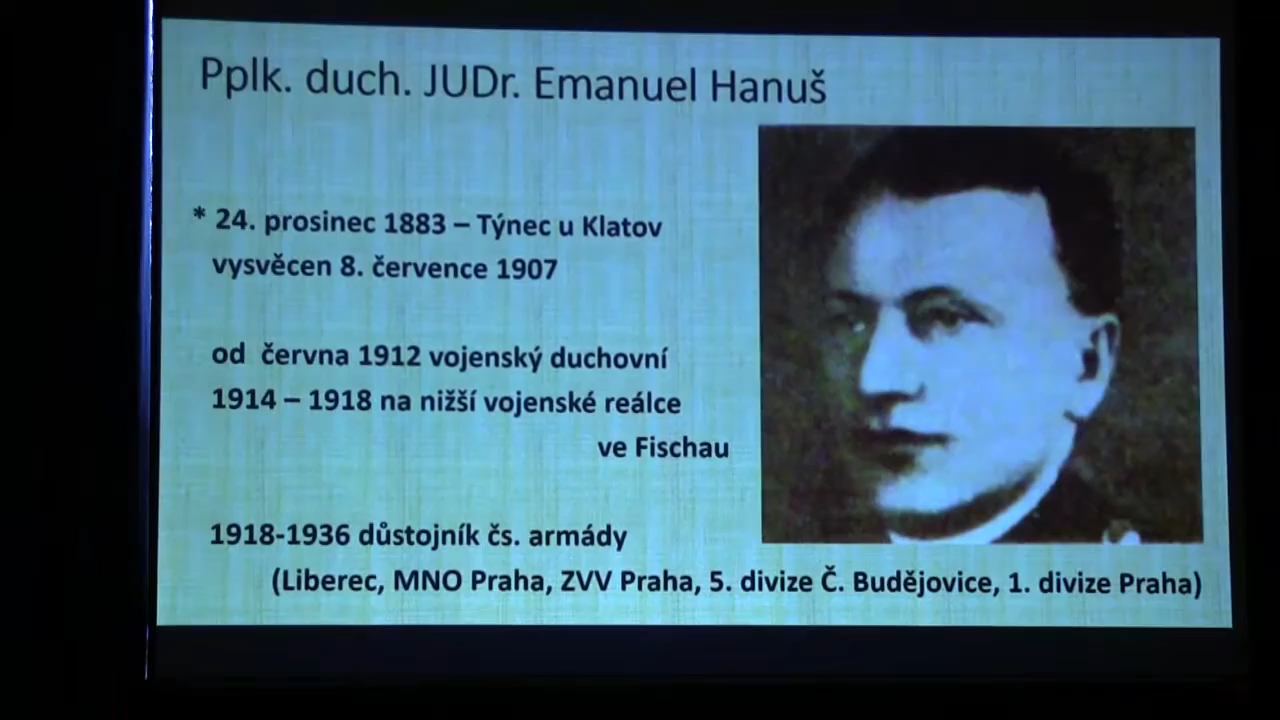 Pplk. duch. JUDr. Emanuel Hanuš
* 24. prosinec 1883 – Týnec u Klatov
vysvěcen 8. července 1907
od června 1912 vojenský duchovní
1914 – 1918 na nižší vojenské reálce
ve Fischau
1918-1936 důstojník čs. armády
(Liberec, MNO Praha, ZVV Praha, 5. divize Č. Budějovice, 1. divize Praha)